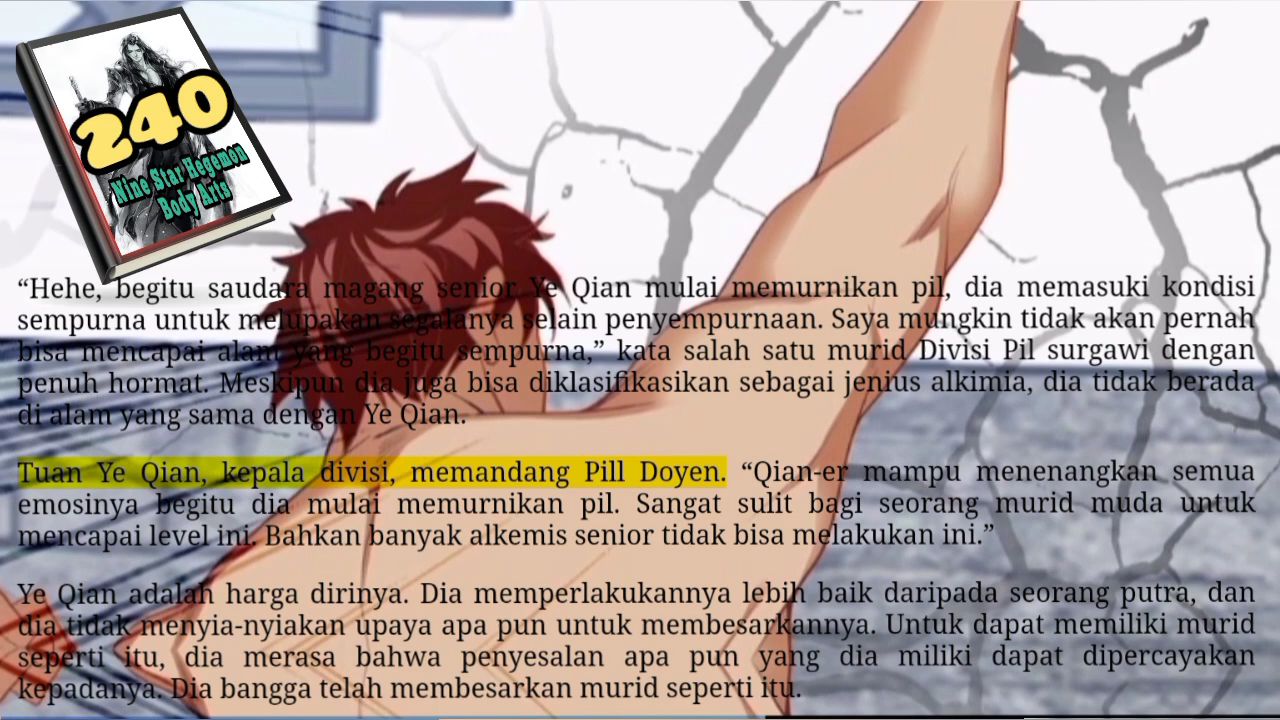 240
Nine Star Hegemon
Body Arts
“Hehe, begitu saudara magang senior Ye Qian mulai memurnikan pil, dia memasuki kondisi
sempurna untuk melupakan segalanya selain penyempurnaan. Saya mungkin tidak akan pernah
bisa mencapai alam yang begitu sempurna,” kata salah satu murid Divisi Pil surgawi dengan
penuh hormat. Meskipun dia juga bisa diklasifikasikan sebagai jenius alkimia, dia tidak berada
di alam yang sama dengan Ye Qian.
Tuan Ye Qian, kepala divisi, memandang Pill Doyen. “Qian-er mampu menenangkan semua
emosinya begitu dia mulai memurnikan pil. Sangat sulit bagi seorang murid muda untuk
mencapai level ini. Bahkan banyak alkemis senior tidak bisa melakukan ini.”
Ye Qian adalah harga dirinya. Dia memperlakukannya lebih baik daripada seorang putra, dan
dia tidak menyia-nyiakan upaya apa pun untuk membesarkannya. Untuk dapat memiliki murid
seperti itu, dia merasa bahwa penyesalan apa pun yang dia miliki dapat dipercayakan
kepadanya. Dia bangga telah membesarkan murid seperti itu.